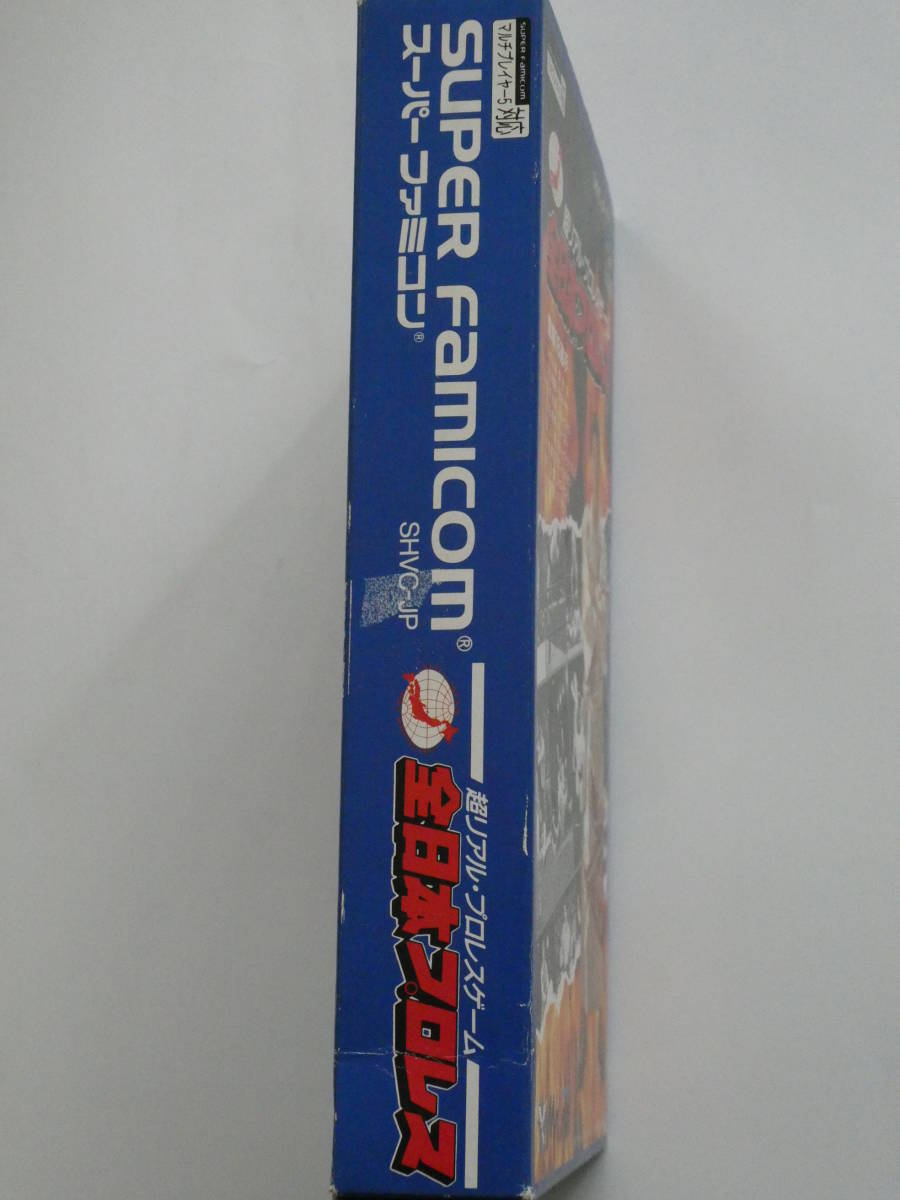 SUPER Famicom
マルチプレイヤー5対応
SUPER Famicom®
スーパーファミコン®
SHVC-JP
超リアル・プロレスゲーム
全日本プロレス